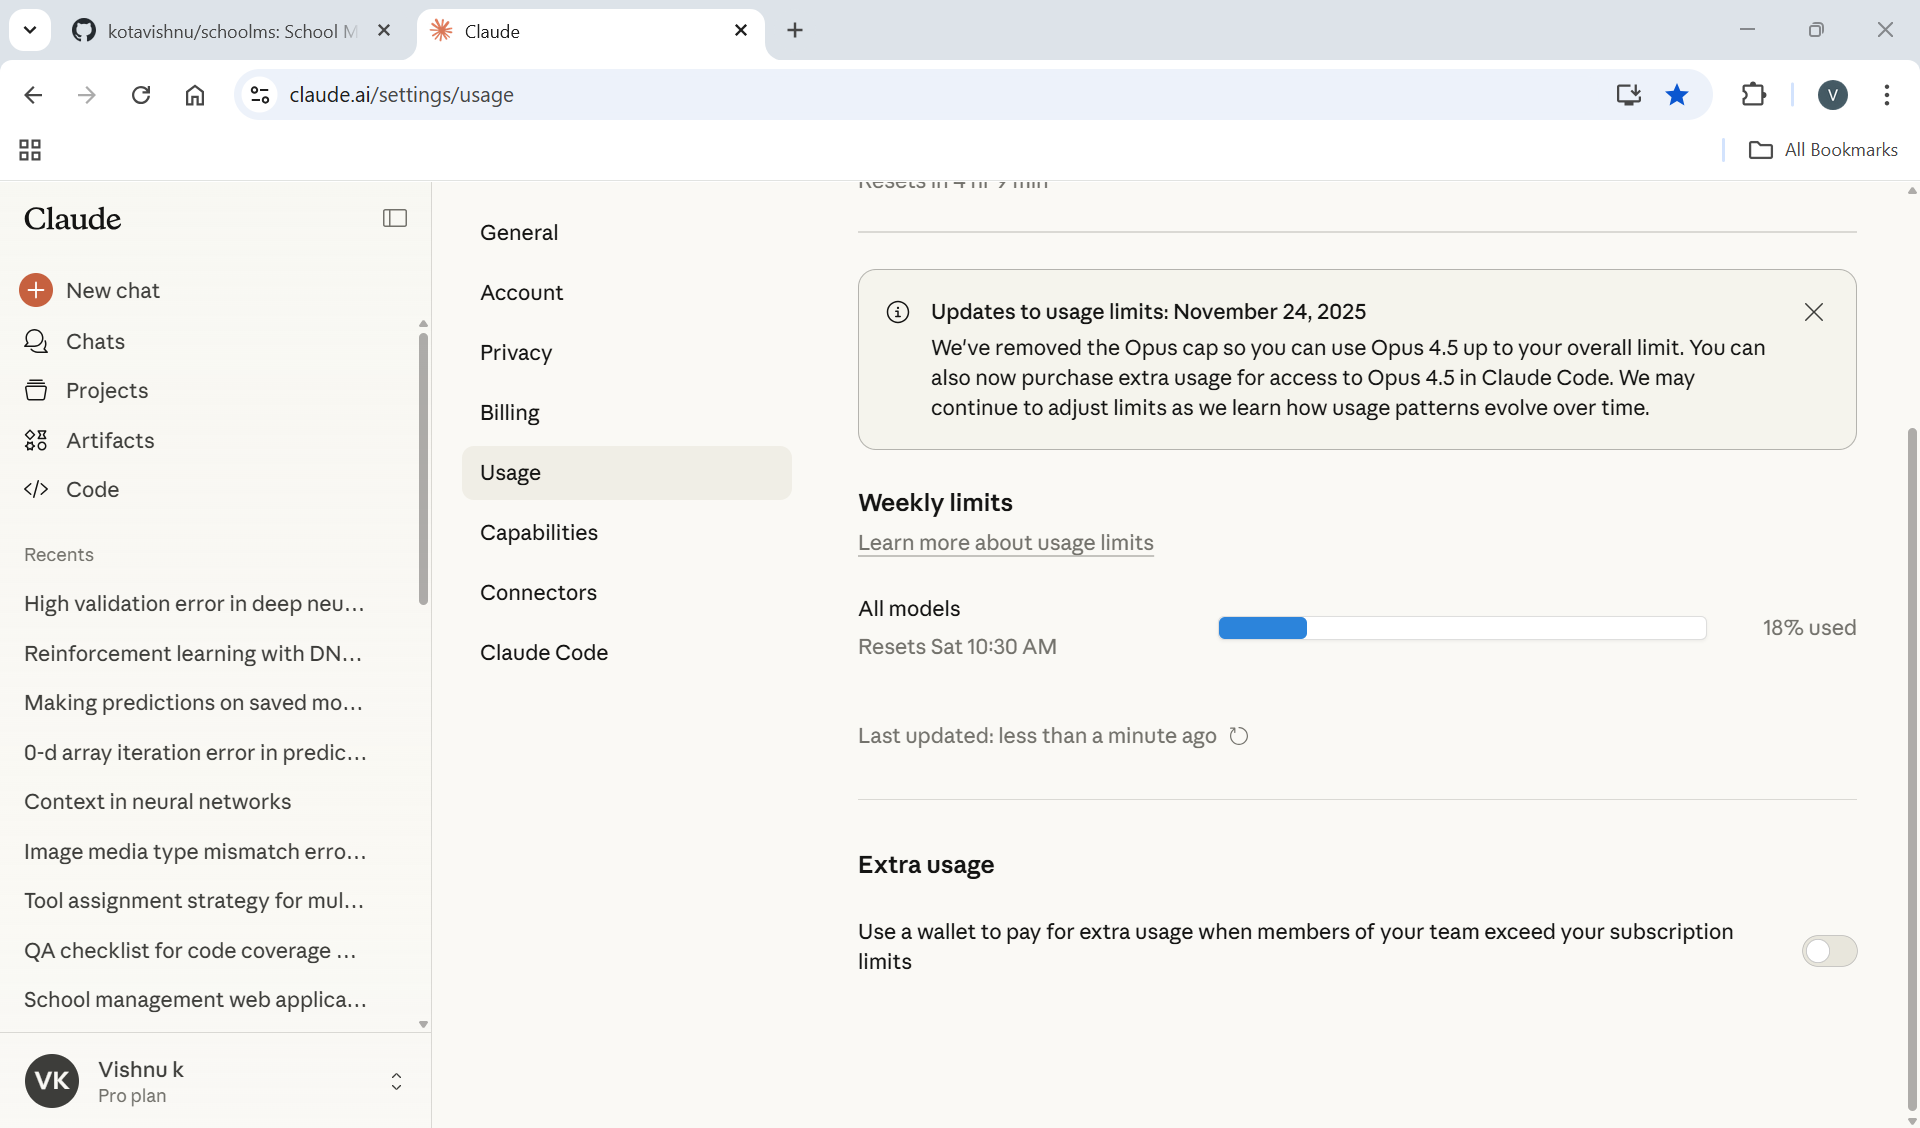 kotavishnu/schoolms: School M
Claude
claude.ai/settings/usage
V
All Bookmarks
Claude
New chat
Chats
Projects
Artifacts
Code
Recents
High validation error in deep neu...
Reinforcement learning with DN...
Making predictions on saved mo...
0-d array iteration error in predic...
Context in neural networks
Image media type mismatch erro...
Tool assignment strategy for mul...
QA checklist for code coverage ...
School management web applica...
VK
Vishnu k
Pro plan
General
Account
Privacy
Billing
Usage
Capabilities
Connectors
Claude Code
Resets in 4 hr 9 min
Updates to usage limits: November 24, 2025
We've removed the Opus cap so you can use Opus 4.5 up to your overall limit. You can
also now purchase extra usage for access to Opus 4.5 in Claude Code. We may
continue to adjust limits as we learn how usage patterns evolve over time.
Weekly limits
Learn more about usage limits
All models
Resets Sat 10:30 AM
18% used
Last updated: less than a minute ago
Extra usage
Use a wallet to pay for extra usage when members of your team exceed your subscription
limits